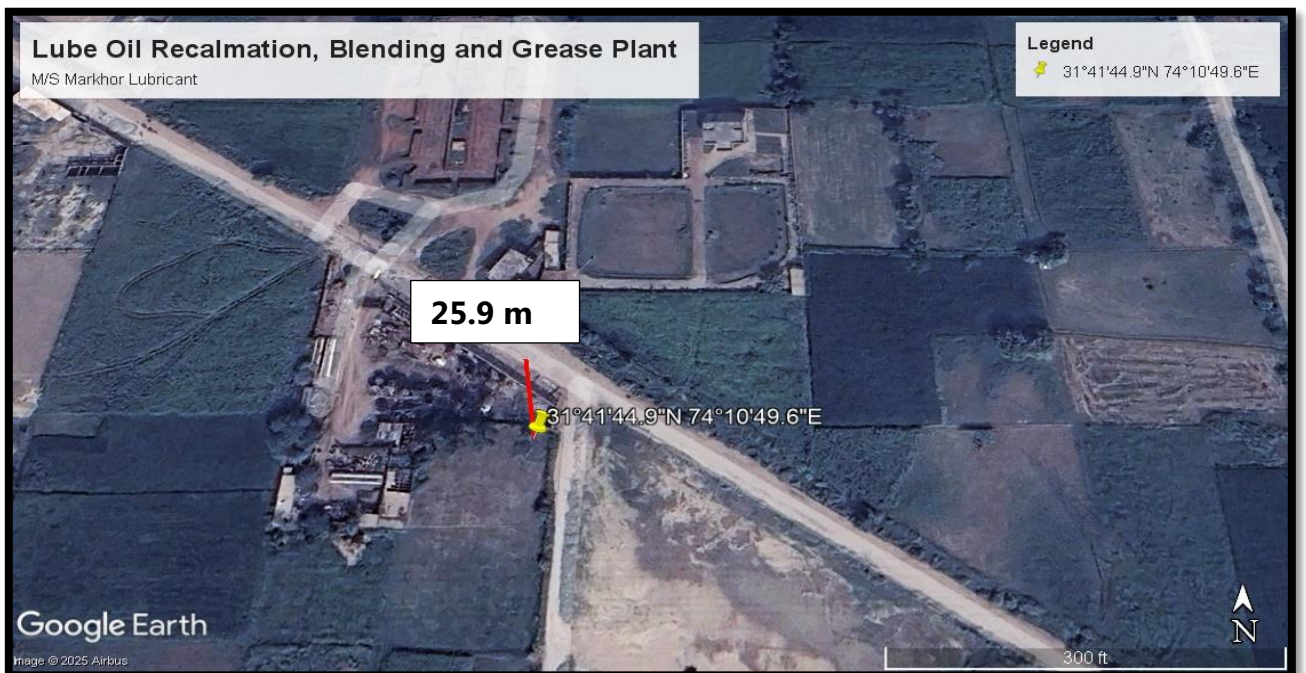 Lube Oil Recalmation, Blending and Grease Plant
M/S Markhor Lubricant
Legend
31°41'44.9"N 74°10'49.6"E
25.9 m
31°41'44.9"N 74°10'49.6"E
Google Earth
Image © 2025 Airbus
N
300 ft